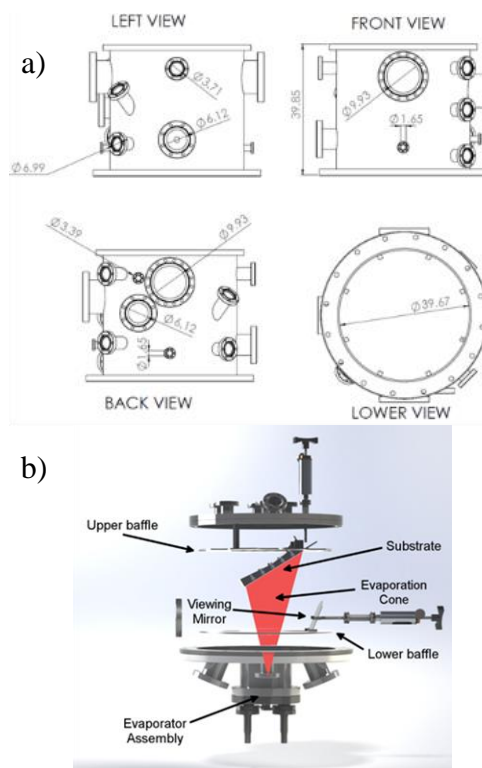 a)
LEFT VIEW
FRONT VIEW
Ø3.71
Ø6.12
Ø6.99
Ø9.93
Ø1.65
39.85
Ø3.39
Ø9.93
Ø6.12
Ø1.65
BACK VIEW
Ø39.67
LOWER VIEW
b)
Upper baffle
Substrate
Evaporation
Cone
Viewing
Mirror
Lower baffle
Evaporator
Assembly